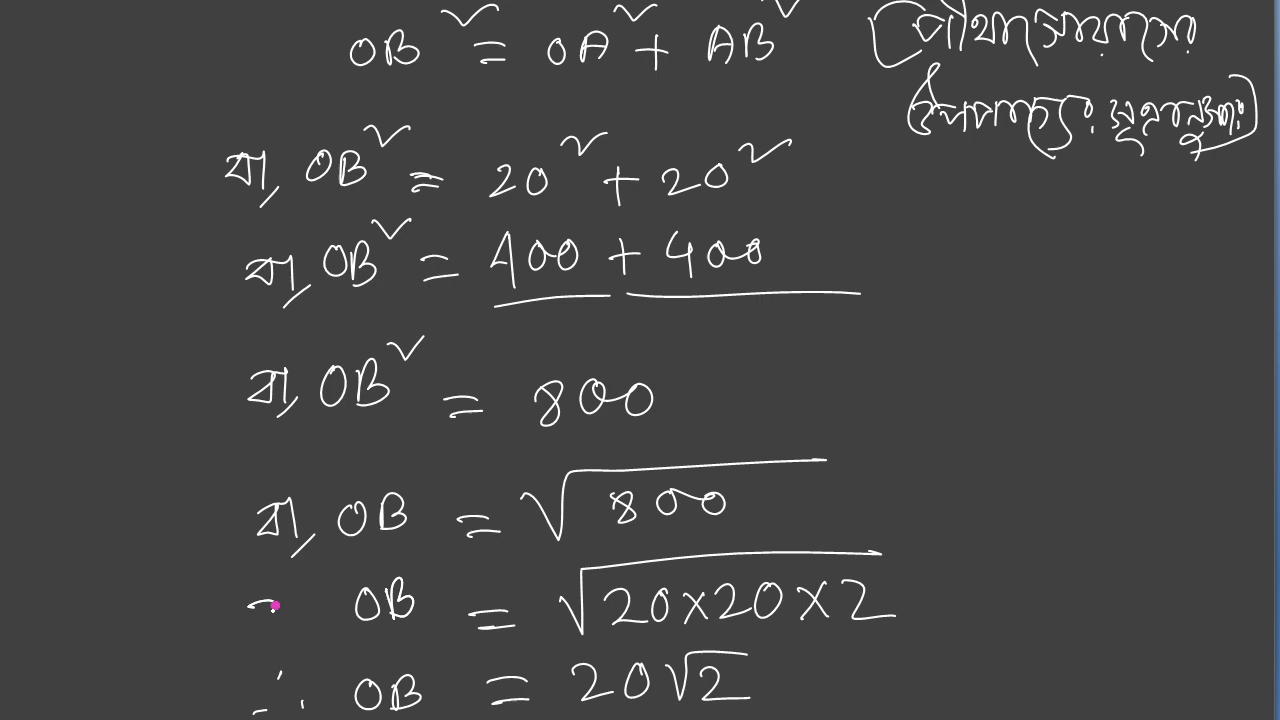 OB² = OA² + AB² [পীথাগোরাসের
উপপাদ্যের সূত্রানুসারে]
বা, OB² = 20² + 20²
বা, OB² = 400 + 400
বা, OB² = 800
বা, OB = √800
OB = √20×20×2
∴ OB = 20√2